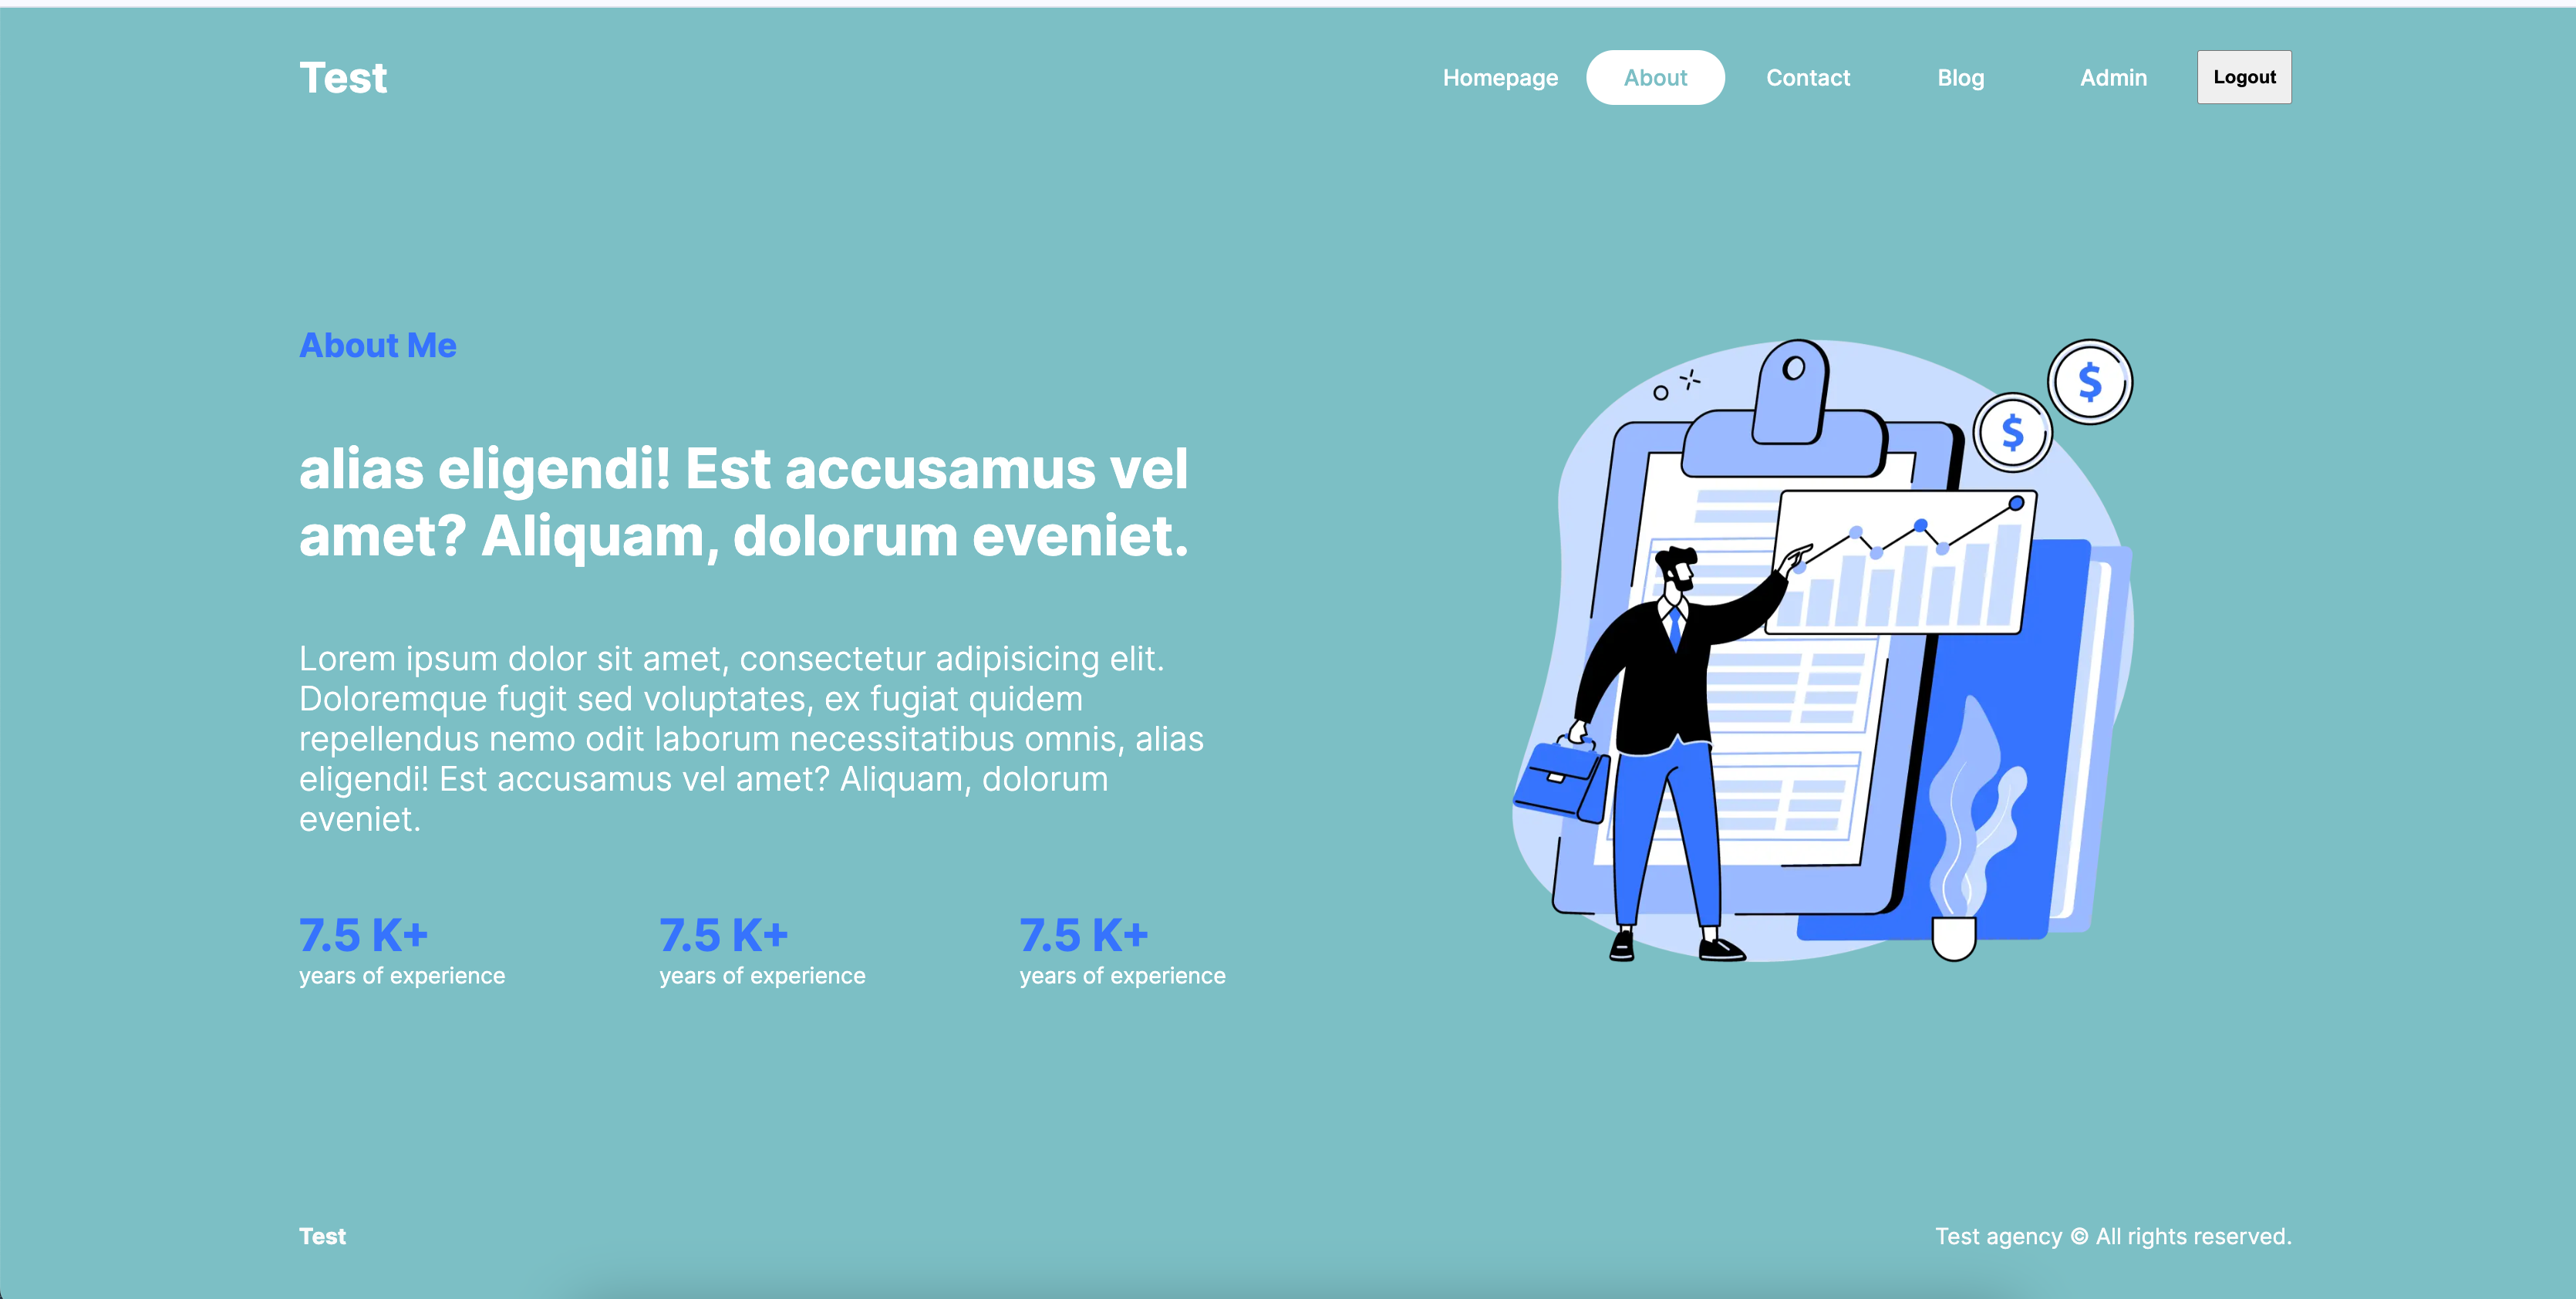 Test
Homepage
About
Contact
Blog
Admin
Logout
About Me
alias eligendi! Est accusamus vel
amet? Aliquam, dolorum eveniet.
Lorem ipsum dolor sit amet, consectetur adipisicing elit.
Doloremque fugit sed voluptates, ex fugiat quidem
repellendus nemo odit laborum necessitatibus omnis, alias
eligendi! Est accusamus vel amet? Aliquam, dolorum
eveniet.
7.5 K+
years of experience
7.5 K+
years of experience
7.5 K+
years of experience
$
$
Test
Test agency © All rights reserved.